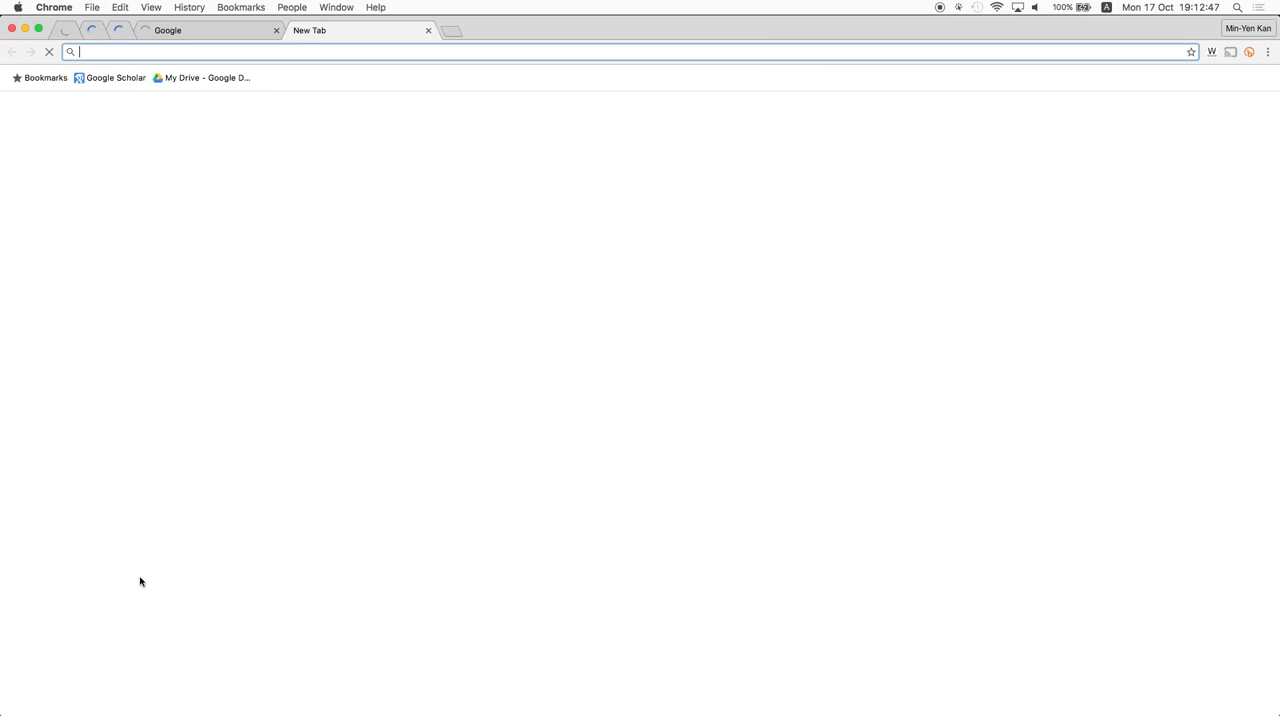 Chrome File Edit View History Bookmarks People Window Help 100% A Mon 17 Oct 19:12:47
Google New Tab Min-Yen Kan
W
Bookmarks Google Scholar My Drive - Google D...